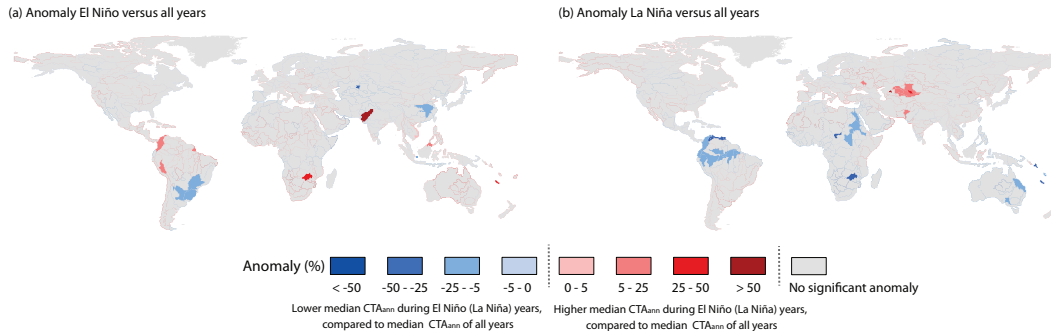 (a) Anomaly El Niño versus all years
(b) Anomaly La Niña versus all years
Anomaly (%)
< -50
-50 - -25
-25 - -5
-5 - 0
0 - 5
5 - 25
25 - 50
> 50
No significant anomaly
Lower median CTAann during El Niño (La Niña) years,
compared to median CTAann of all years
Higher median CTAann during El Niño (La Niña) years,
compared to median CTAann of all years